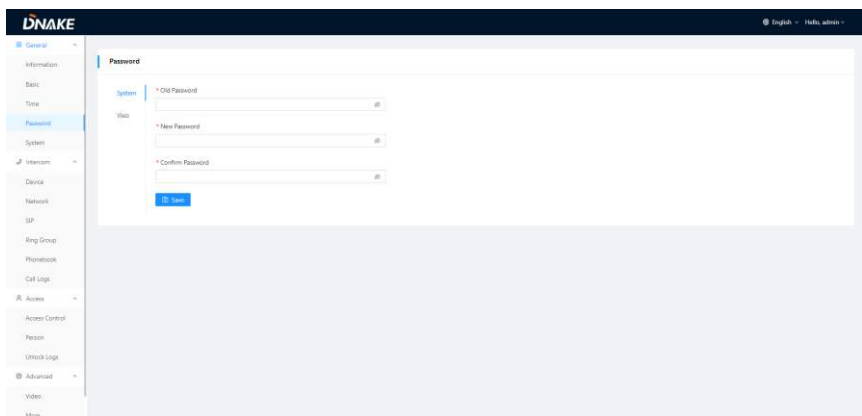 DNAKE
English
Hello, admin
General
Information
Basic
Time
Password
System
Intercom
Device
Network
SIP
Ring Group
Phonebook
Call Logs
Access
Access Control
Person
Unlock Logs
Advanced
Video
More
Password
System
Web
* Old Password
* New Password
* Confirm Password
Save